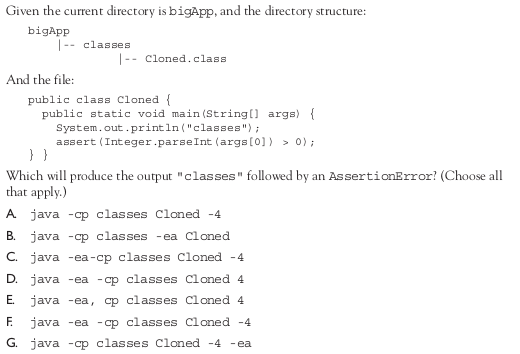 Given the current directory is bigApp, and the directory structure:
bigApp
|-- classes
|-- Cloned.class
And the file:
public class Cloned {
public static void main(String[] args) {
System.out.println("classes");
assert(Integer.parseInt(args[0]) > 0);
} }
Which will produce the output "classes" followed by an AssertionError? (Choose all
that apply.)
A. java -cp classes Cloned -4
B. java -cp classes -ea Cloned
C. java -ea-cp classes Cloned -4
D. java -ea -cp classes Cloned 4
E. java -ea, cp classes Cloned 4
F. java -ea -cp classes Cloned -4
G. java -cp classes Cloned -4 -ea